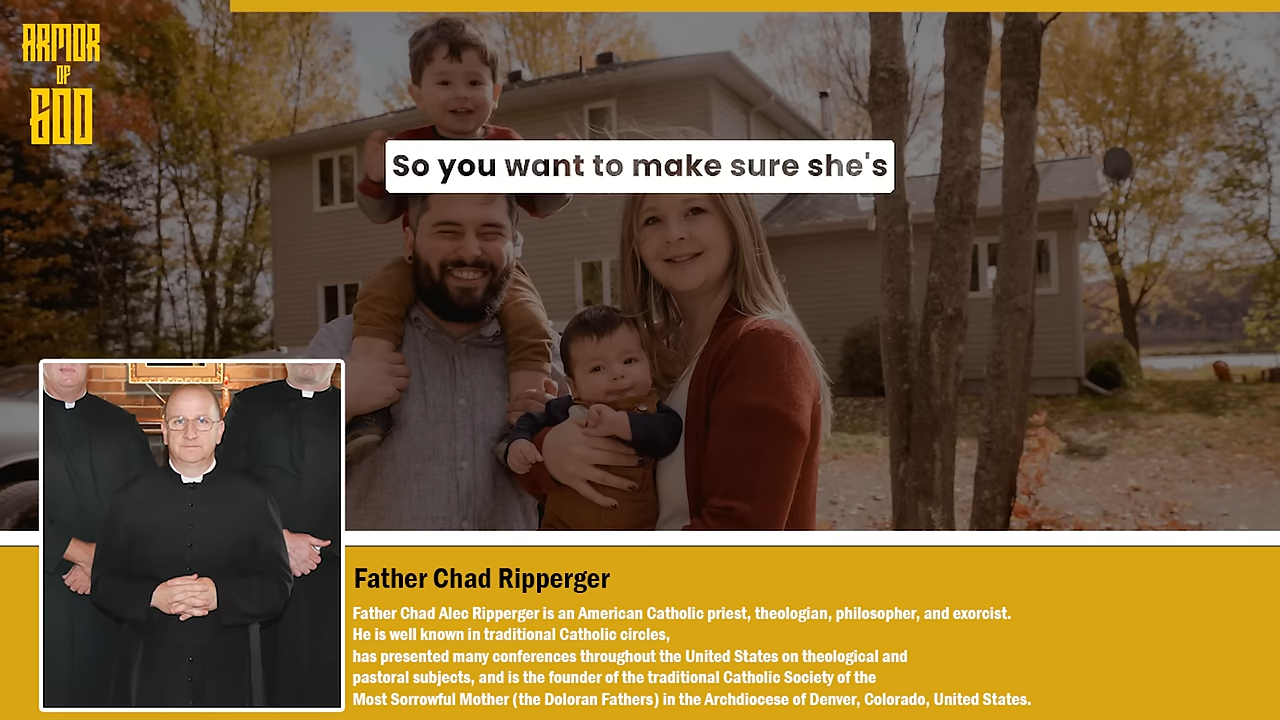 ARMOR
OF
GOD
So you want to make sure she's
Father Chad Ripperger
Father Chad Alec Ripperger is an American Catholic priest, theologian, philosopher, and exorcist.
He is well known in traditional Catholic circles,
has presented many conferences throughout the United States on theological and
pastoral subjects, and is the founder of the traditional Catholic Society of the
Most Sorrowful Mother (the Doloran Fathers) in the Archdiocese of Denver, Colorado, United States.